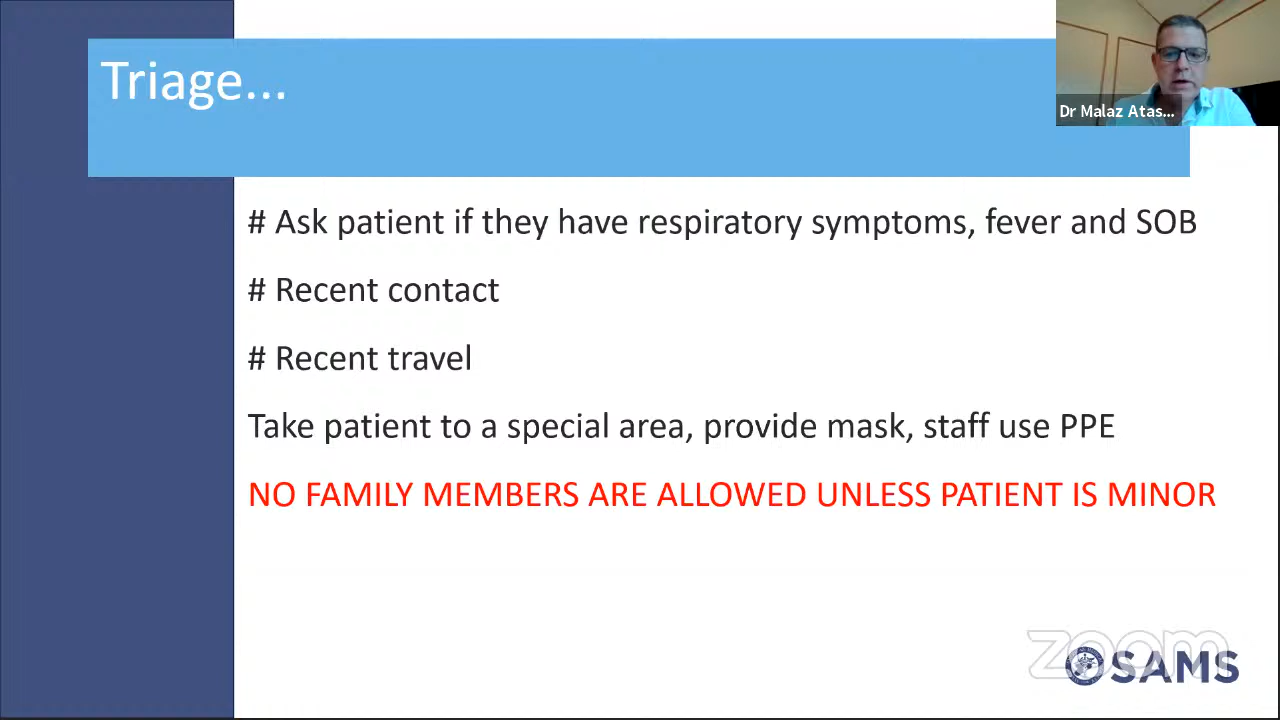 Triage...
Dr Malaz Atas...
# Ask patient if they have respiratory symptoms, fever and SOB
# Recent contact
# Recent travel
Take patient to a special area, provide mask, staff use PPE
NO FAMILY MEMBERS ARE ALLOWED UNLESS PATIENT IS MINOR
zoom
SAMS